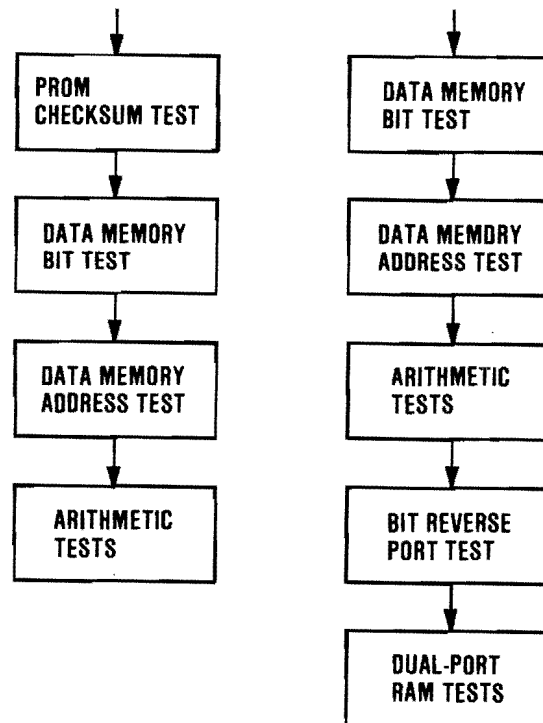 PROM
CHECKSUM TEST
DATA MEMORY
BIT TEST
DATA MEMORY
ADDRESS TEST
ARITHMETIC
TESTS
DATA MEMORY
BIT TEST
DATA MEMDRY
ADDRESS TEST
ARITHMETIC
TESTS
BIT REVERSE
PORT TEST
DUAL-PORT
RAM TESTS